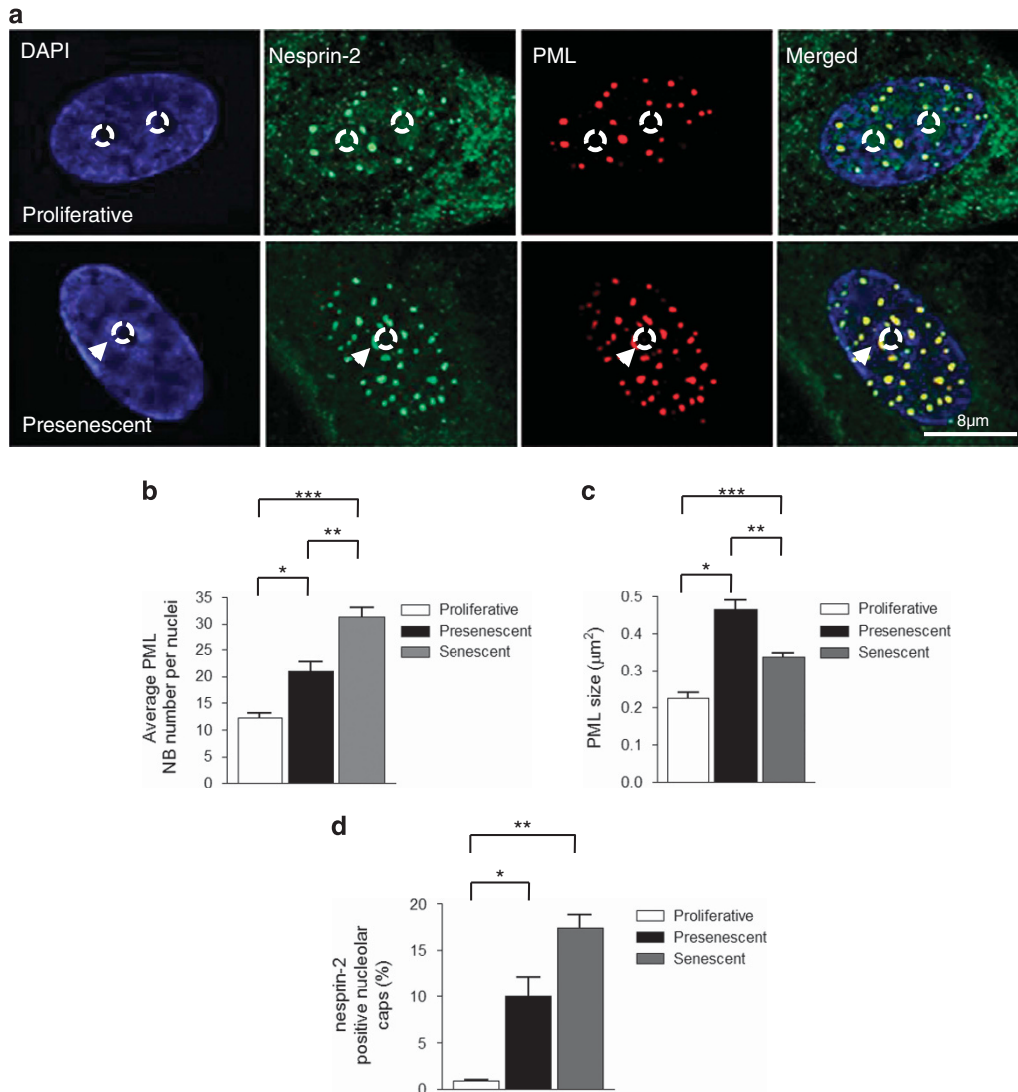 a
DAPI
Nesprin-2
PML
Merged
Proliferative
Presenescent
8µm
b
***
**
*
Average PML
NB number per nuclei
35
30
25
20
15
10
5
0
Proliferative
Presenescent
Senescent
c
***
**
*
PML size (µm²)
0.5
0.4
0.3
0.2
0.1
0.0
Proliferative
Presenescent
Senescent
d
**
*
nesprin-2
positive nucleolar
caps (%)
20
15
10
5
0
Proliferative
Presenescent
Senescent